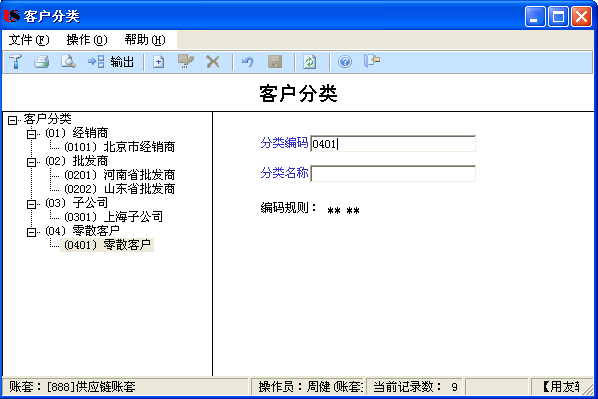 客户分类
文件(F) 操作(O) 帮助(H)
输出
客户分类
客户分类
(01) 经销商
(0101) 北京市经销商
(02) 批发商
(0201) 河南省批发商
(0202) 山东省批发商
(03) 子公司
(0301) 上海子公司
(04) 零散客户
(0401) 零散客户
分类编码 0401
分类名称
编码规则： ** **
账套：[888]供应链账套 操作员：周健(账套 当前记录数： 9 【用友